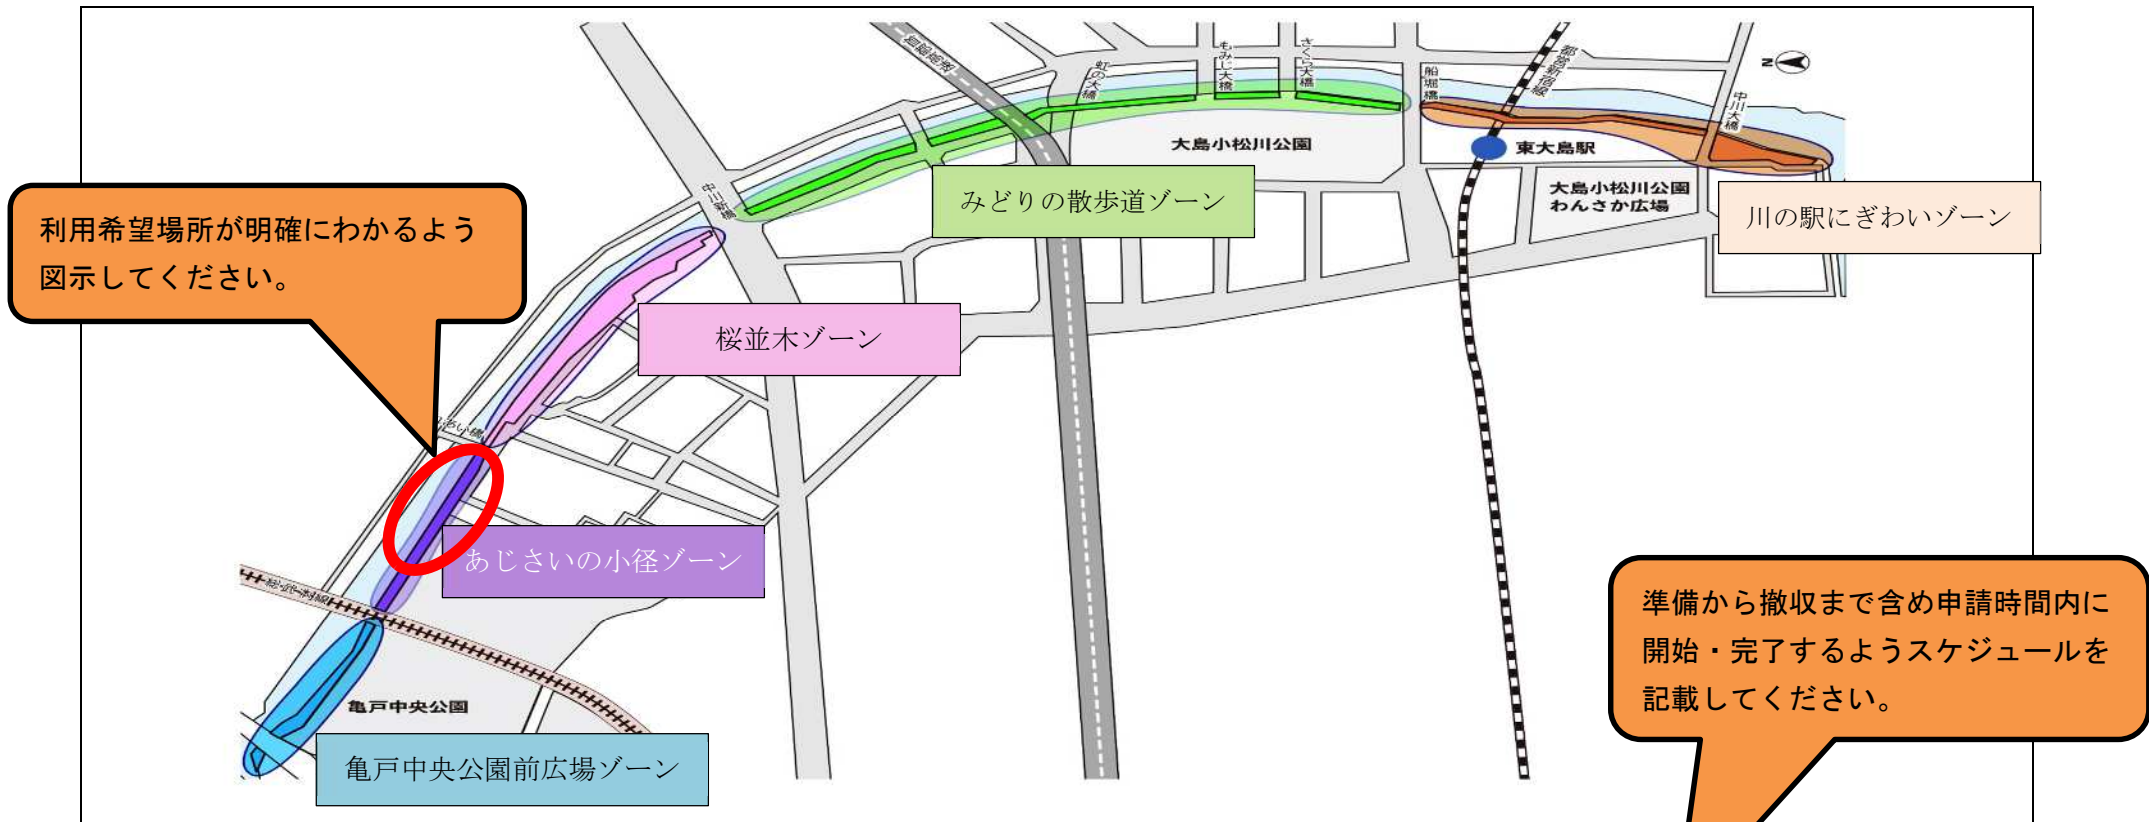 首都高速
虹の大橋
もみじ大橋
さくら大橋
船堀橋
都営新宿線
中川大橋
N
大島小松川公園
東大島駅
大島小松川公園
わんさか広場
みどりの散歩道ゾーン
川の駅にぎわいゾーン
利用希望場所が明確にわかるよう
図示してください。
中川新橋
桜並木ゾーン
あじさいの小径ゾーン
準備から撤収まで含め申請時間内に
開始・完了するようスケジュールを
記載してください。
亀戸中央公園
亀戸中央公園前広場ゾーン